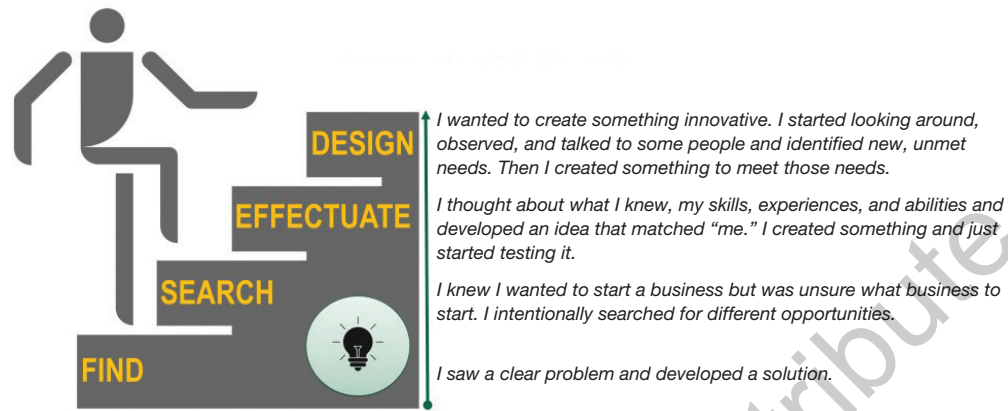 DESIGN
I wanted to create something innovative. I started looking around,
observed, and talked to some people and identified new, unmet
needs. Then I created something to meet those needs.
EFFECTUATE
I thought about what I knew, my skills, experiences, and abilities and
developed an idea that matched “me.” I created something and just
started testing it.
SEARCH
I knew I wanted to start a business but was unsure what business to
start. I intentionally searched for different opportunities.
FIND
I saw a clear problem and developed a solution.
tribute